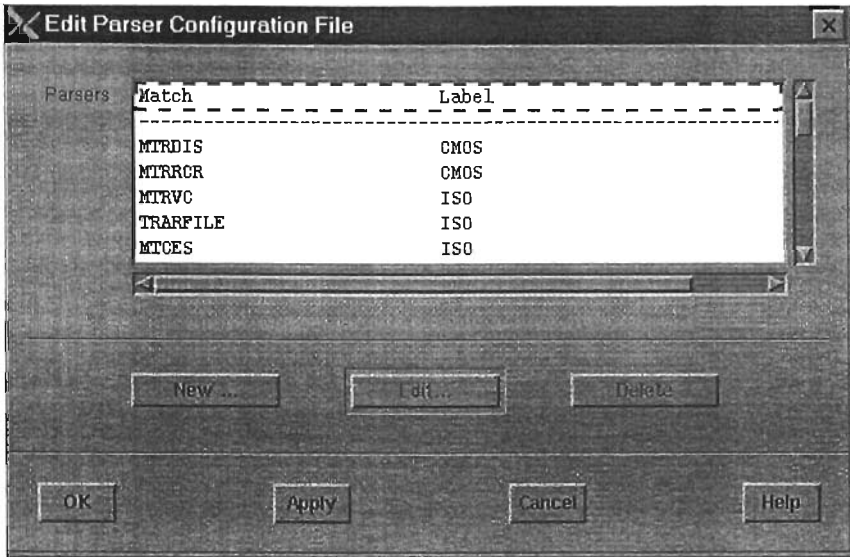 Edit Parser Configuration File
Parsers
Match Label
MTRDIS CMOS
MTRRCR CMOS
MTRVC ISO
TRARFILE ISO
MTCES ISO
New ... Edit... Delete
OK Apply Cancel Help